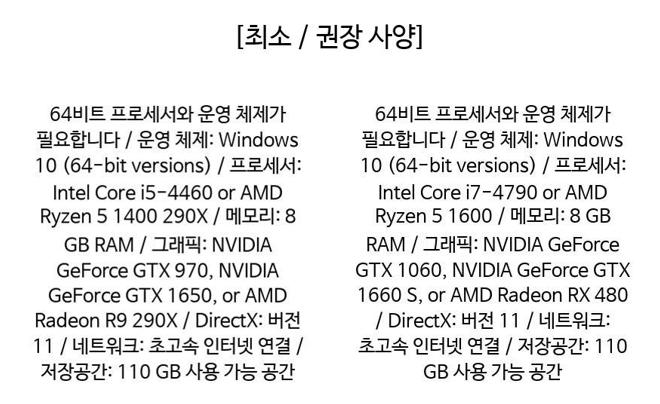 [최소 / 권장 사양]
64비트 프로세서와 운영 체제가
필요합니다 / 운영 체제: Windows
10 (64-bit versions) / 프로세서:
Intel Core i5-4460 or AMD
Ryzen 5 1400 290X / 메모리: 8
GB RAM / 그래픽: NVIDIA
GeForce GTX 970, NVIDIA
GeForce GTX 1650, or AMD
Radeon R9 290X / DirectX: 버전
11 / 네트워크: 초고속 인터넷 연결 /
저장공간: 110 GB 사용 가능 공간
64비트 프로세서와 운영 체제가
필요합니다 / 운영 체제: Windows
10 (64-bit versions) / 프로세서:
Intel Core i7-4790 or AMD
Ryzen 5 1600 / 메모리: 8 GB
RAM / 그래픽: NVIDIA GeForce
GTX 1060, NVIDIA GeForce GTX
1660 S, or AMD Radeon RX 480
/ DirectX: 버전 11 / 네트워크:
초고속 인터넷 연결 / 저장공간: 110
GB 사용 가능 공간